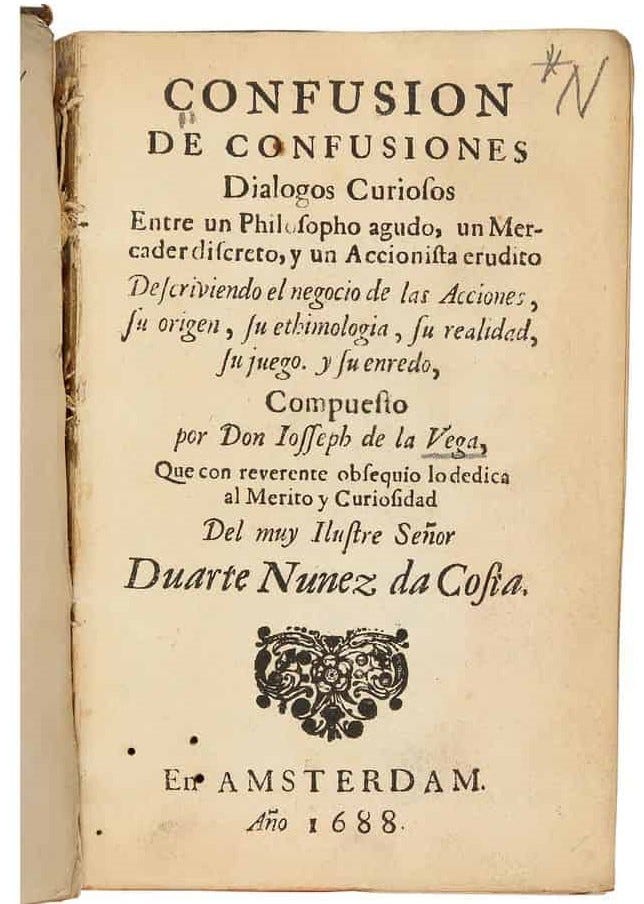 CONFUSION
DE CONFUSIONES
Dialogos Curioſos
Entre un Philoſopho agudo, un Mer-
cader diſcreto, y un Accioniſta erudito
Deſcriviendo el negocio de las Acciones,
ſu origen, ſu ethimologia, ſu realidad,
ſu juego. y ſu enredo,
Compueſto
por Don Ioſſeph de la Vega,
Que con reverente obſequio lo dedica
al Merito y Curioſidad
Del muy Iluſtre Señor
Duarte Nunez da Coſta.
En AMSTERDAM.
Año 1688.
*N